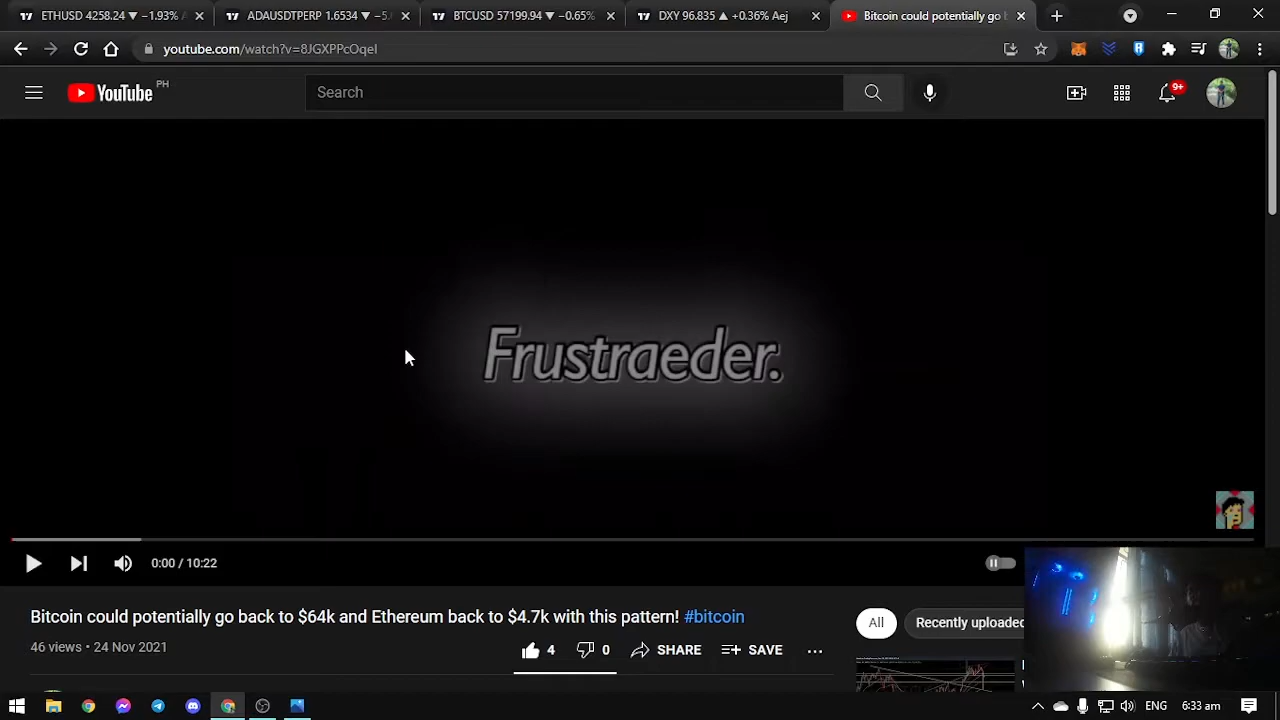 ETHUSD 4258.24 ▼ −1.93%
ADAUSDTPERP 1.6534 ▼ −5.
BTCUSD 57199.94 ▼ −0.65%
DXY 96.835 ▲ +0.36% Aej
Bitcoin could potentially go b
youtube.com/watch?v=8JGXPPcOqeI
YouTube PH
Search
9+
Frustraeder.
0:00 / 10:22
Bitcoin could potentially go back to $64k and Ethereum back to $4.7k with this pattern! #bitcoin
46 views • 24 Nov 2021
4
0
SHARE
SAVE
All
Recently uploaded
ENG
6:33 am